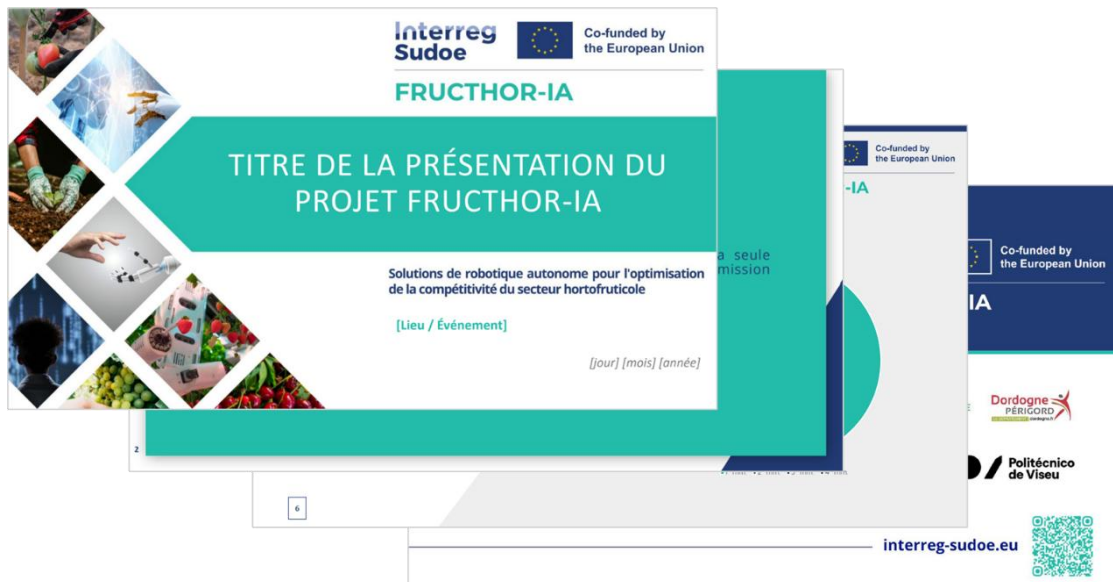 Interreg
Sudoe
Co-funded by
the European Union
FRUCTHOR-IA
TITRE DE LA PRÉSENTATION DU
PROJET FRUCTHOR-IA
Solutions de robotique autonome pour l'optimisation
de la compétitivité du secteur hortofruticole
[Lieu / Événement]
[jour] [mois] [année]
a seule
mission
2
Co-funded by
the European Union
-IA
6
Co-funded by
the European Union
IA
Dordogne
PÉRIGORD
Politécnico
de Viseu
interreg-sudoe.eu